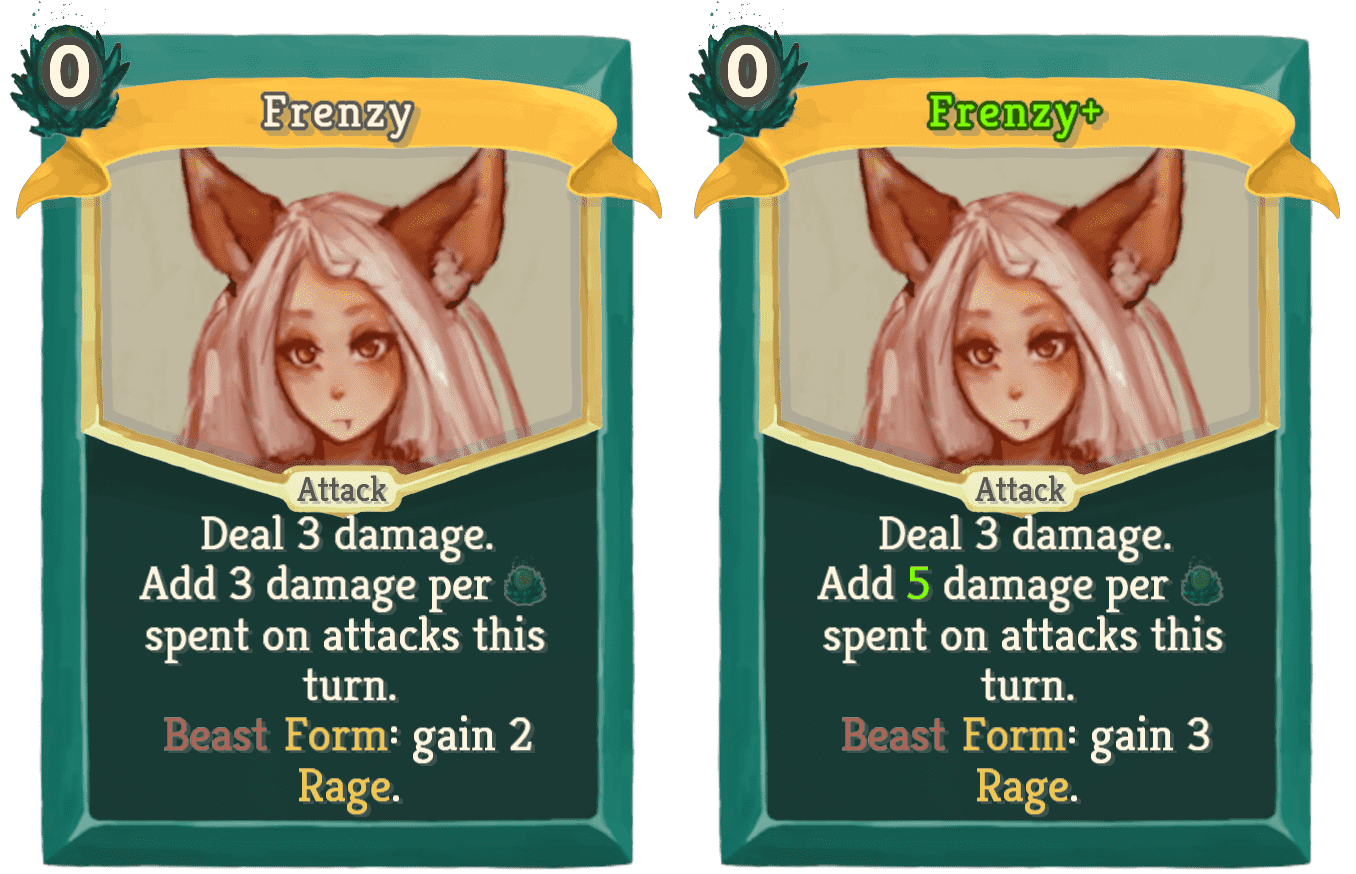 0
Frenzy
Attack
Deal 3 damage.
Add 3 damage per
spent on attacks this
turn.
Beast Form: gain 2
Rage.
0
Frenzy+
Attack
Deal 3 damage.
Add 5 damage per
spent on attacks this
turn.
Beast Form: gain 3
Rage.